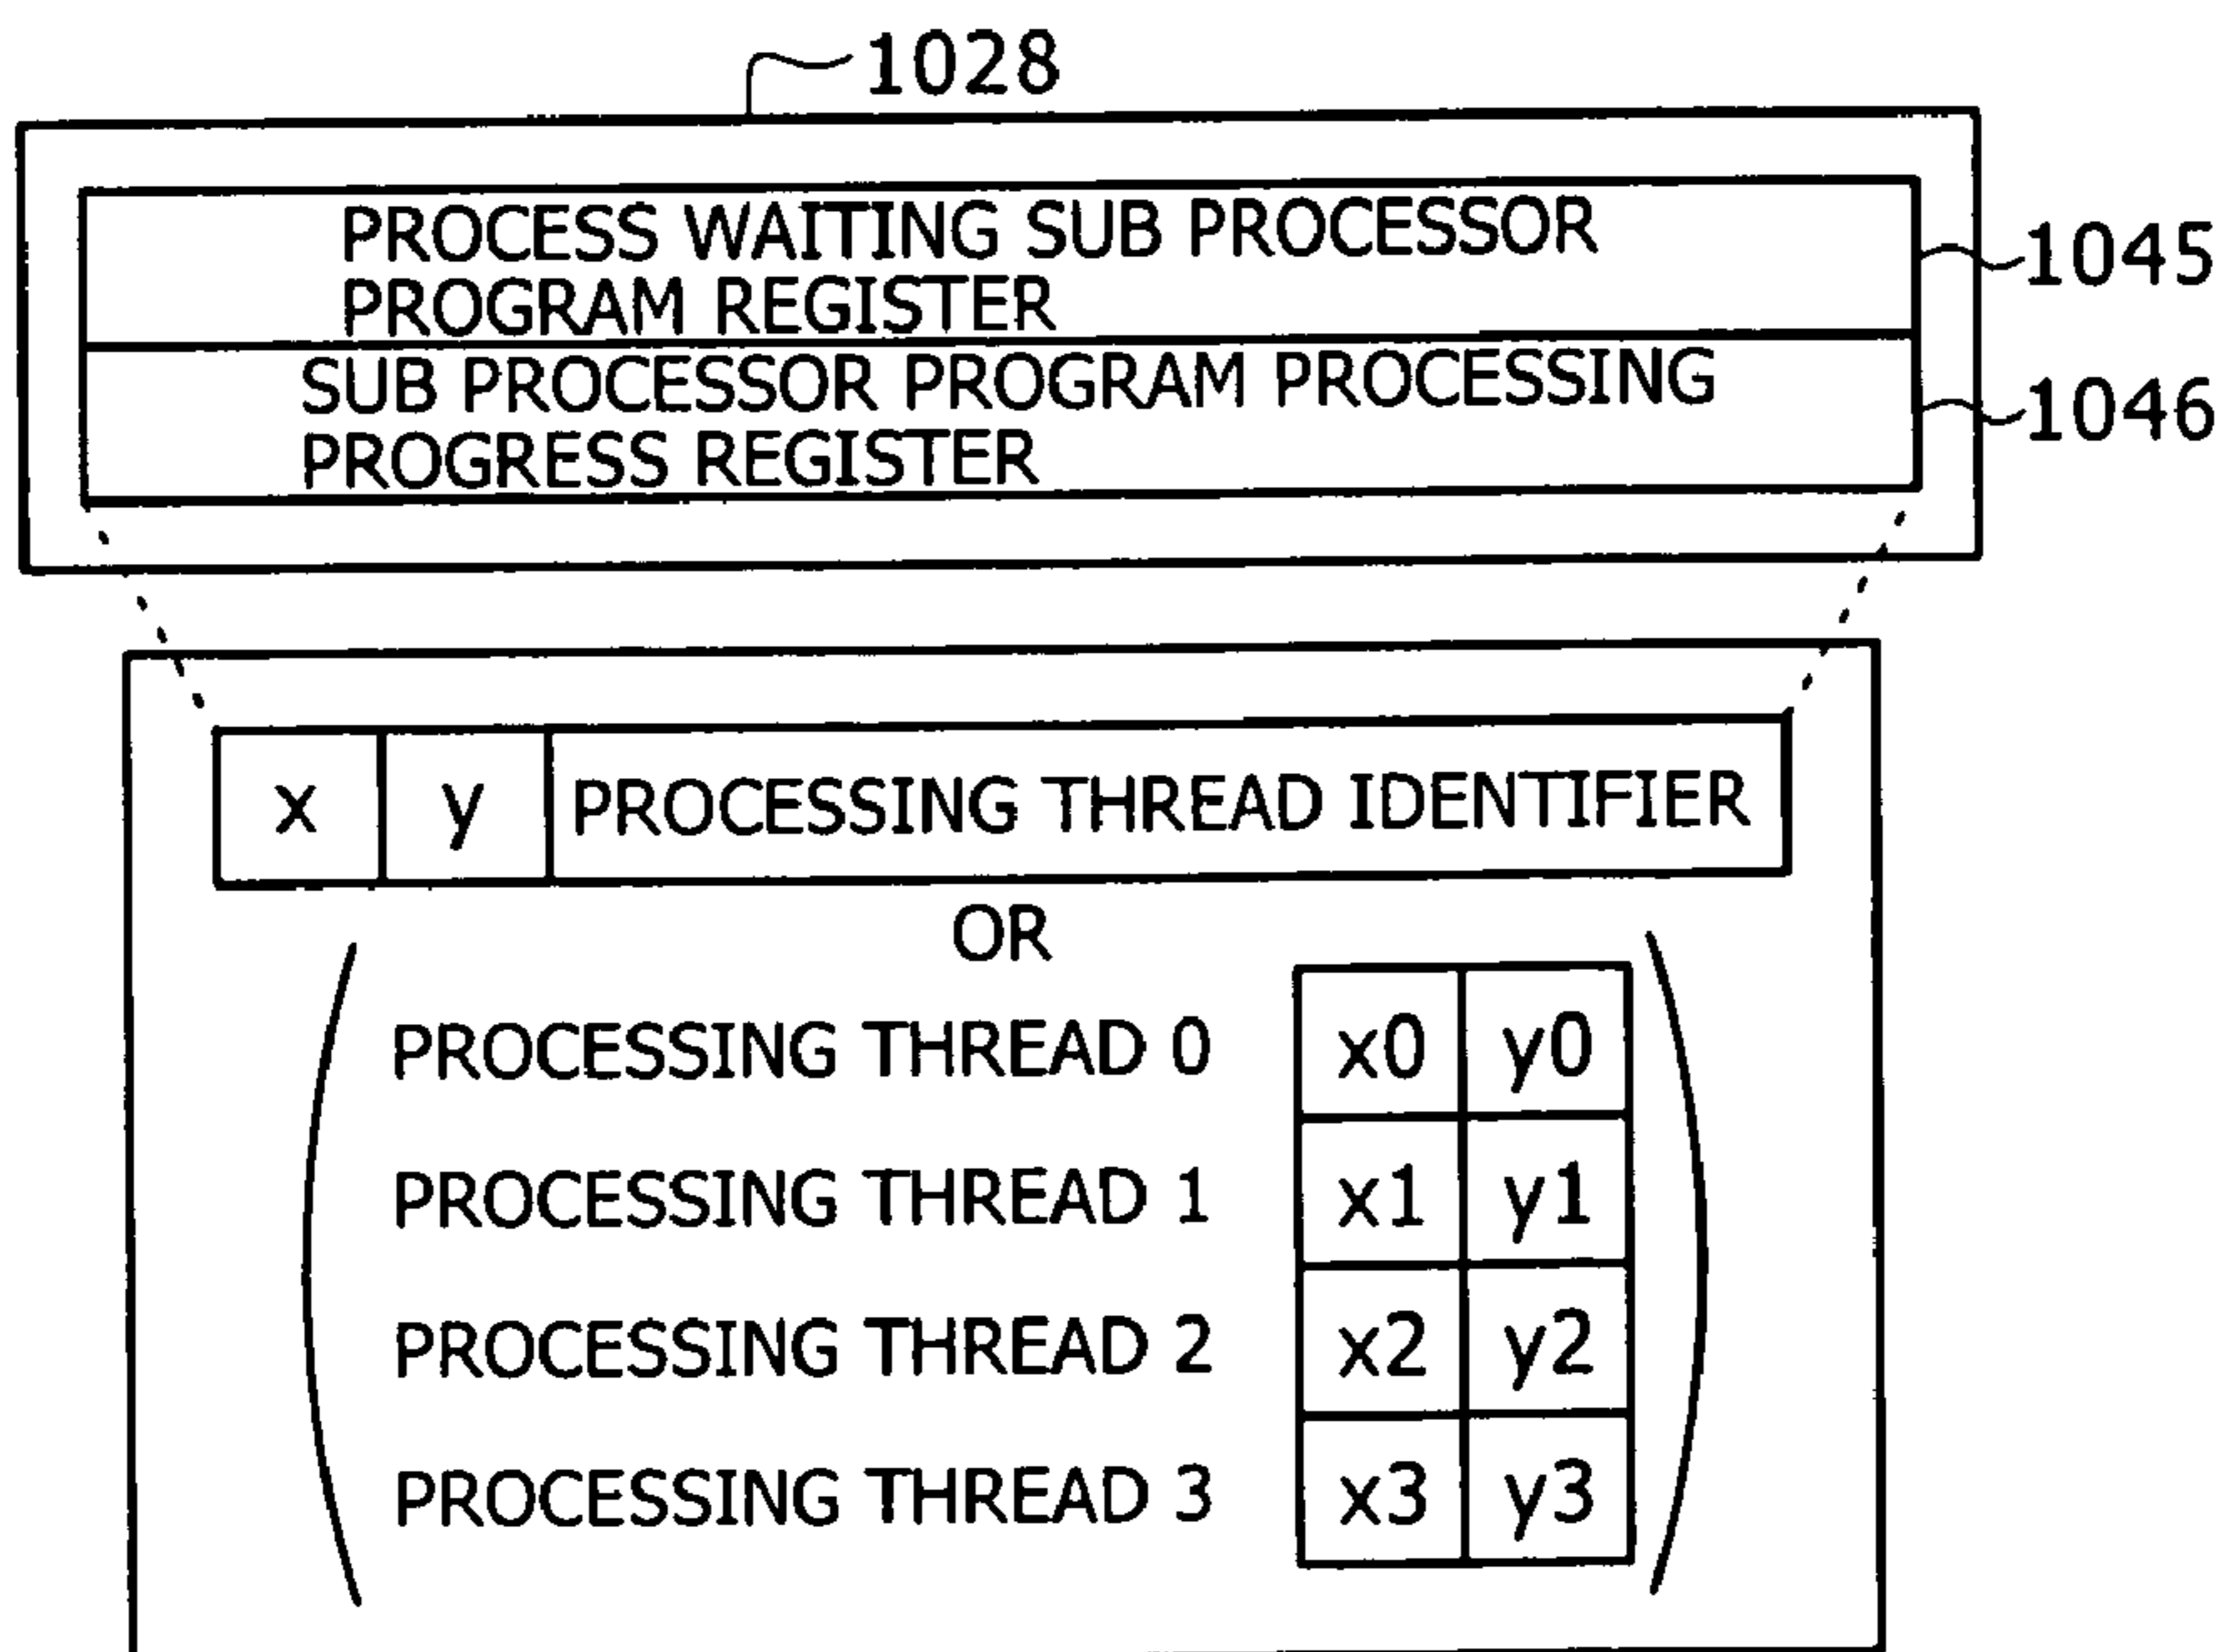 1028
PROCESS WAITING SUB PROCESSOR
PROGRAM REGISTER
1045
SUB PROCESSOR PROGRAM PROCESSING
PROGRESS REGISTER
1046
x y PROCESSING THREAD IDENTIFIER
OR
PROCESSING THREAD 0 x0 y0
PROCESSING THREAD 1 x1 y1
PROCESSING THREAD 2 x2 y2
PROCESSING THREAD 3 x3 y3